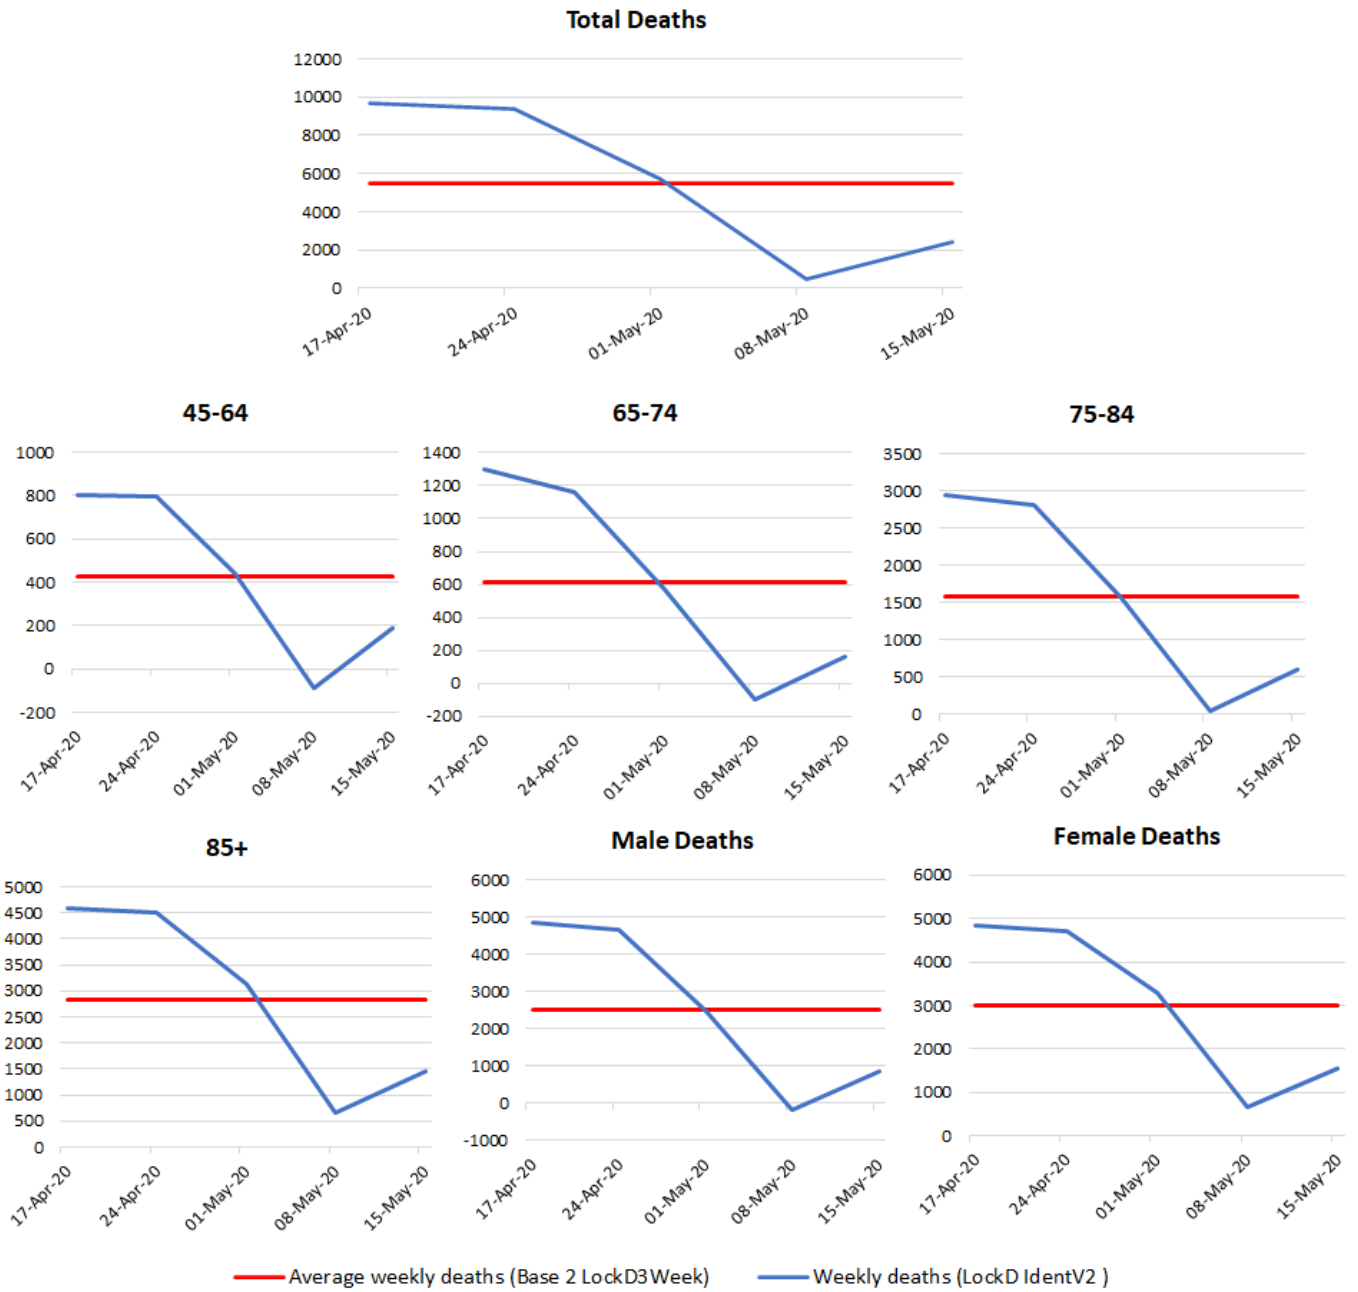 Total Deaths
12000
10000
8000
6000
4000
2000
0
17-Apr-20
24-Apr-20
01-May-20
08-May-20
15-May-20
45-64
1000
800
600
400
200
0
-200
17-Apr-20
24-Apr-20
01-May-20
08-May-20
15-May-20
65-74
1400
1200
1000
800
600
400
200
0
-200
17-Apr-20
24-Apr-20
01-May-20
08-May-20
15-May-20
75-84
3500
3000
2500
2000
1500
1000
500
0
17-Apr-20
24-Apr-20
01-May-20
08-May-20
15-May-20
85+
5000
4500
4000
3500
3000
2500
2000
1500
1000
500
0
17-Apr-20
24-Apr-20
01-May-20
08-May-20
15-May-20
Male Deaths
6000
5000
4000
3000
2000
1000
0
-1000
17-Apr-20
24-Apr-20
01-May-20
08-May-20
15-May-20
Female Deaths
6000
5000
4000
3000
2000
1000
0
17-Apr-20
24-Apr-20
01-May-20
08-May-20
15-May-20
Average weekly deaths (Base 2 LockD3Week)
Weekly deaths (LockD IdentV2 )